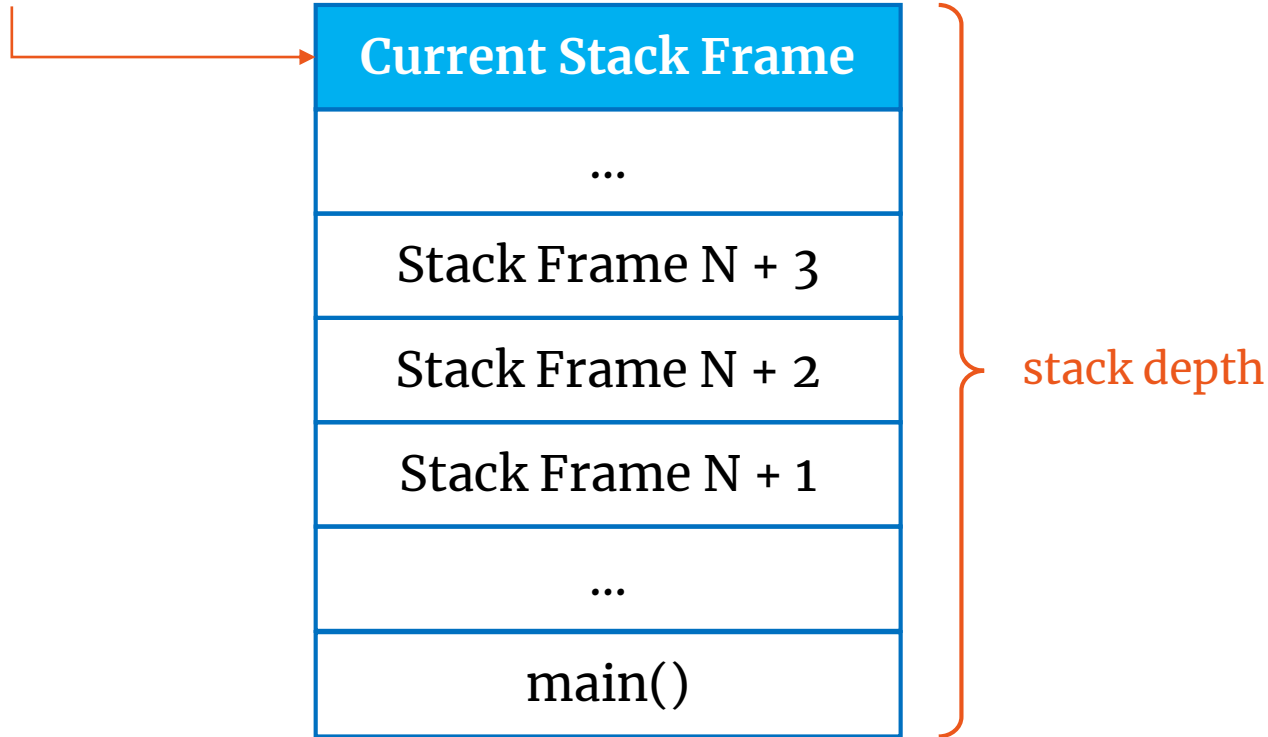 Current Stack Frame
...
Stack Frame N + 3
Stack Frame N + 2
stack depth
Stack Frame N + 1
...
main()